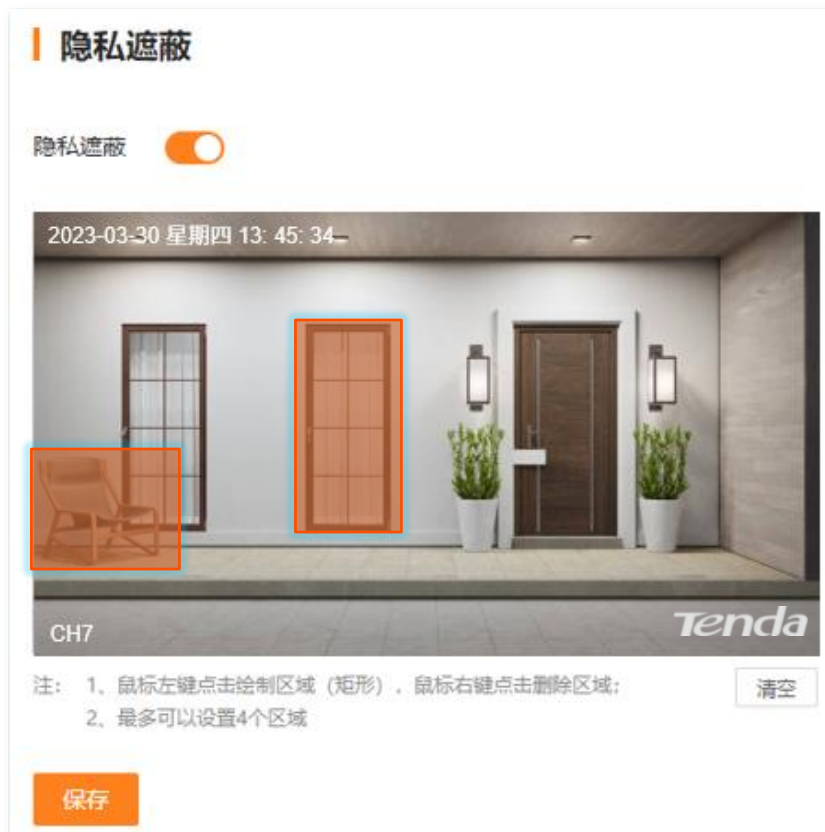 隐私遮蔽
隐私遮蔽
2023-03-30 星期四 13: 45: 34
CH7
Tenda
注： 1、鼠标左键点击绘制区域（矩形），鼠标右键点击删除区域；
清空
2、最多可以设置4个区域
保存